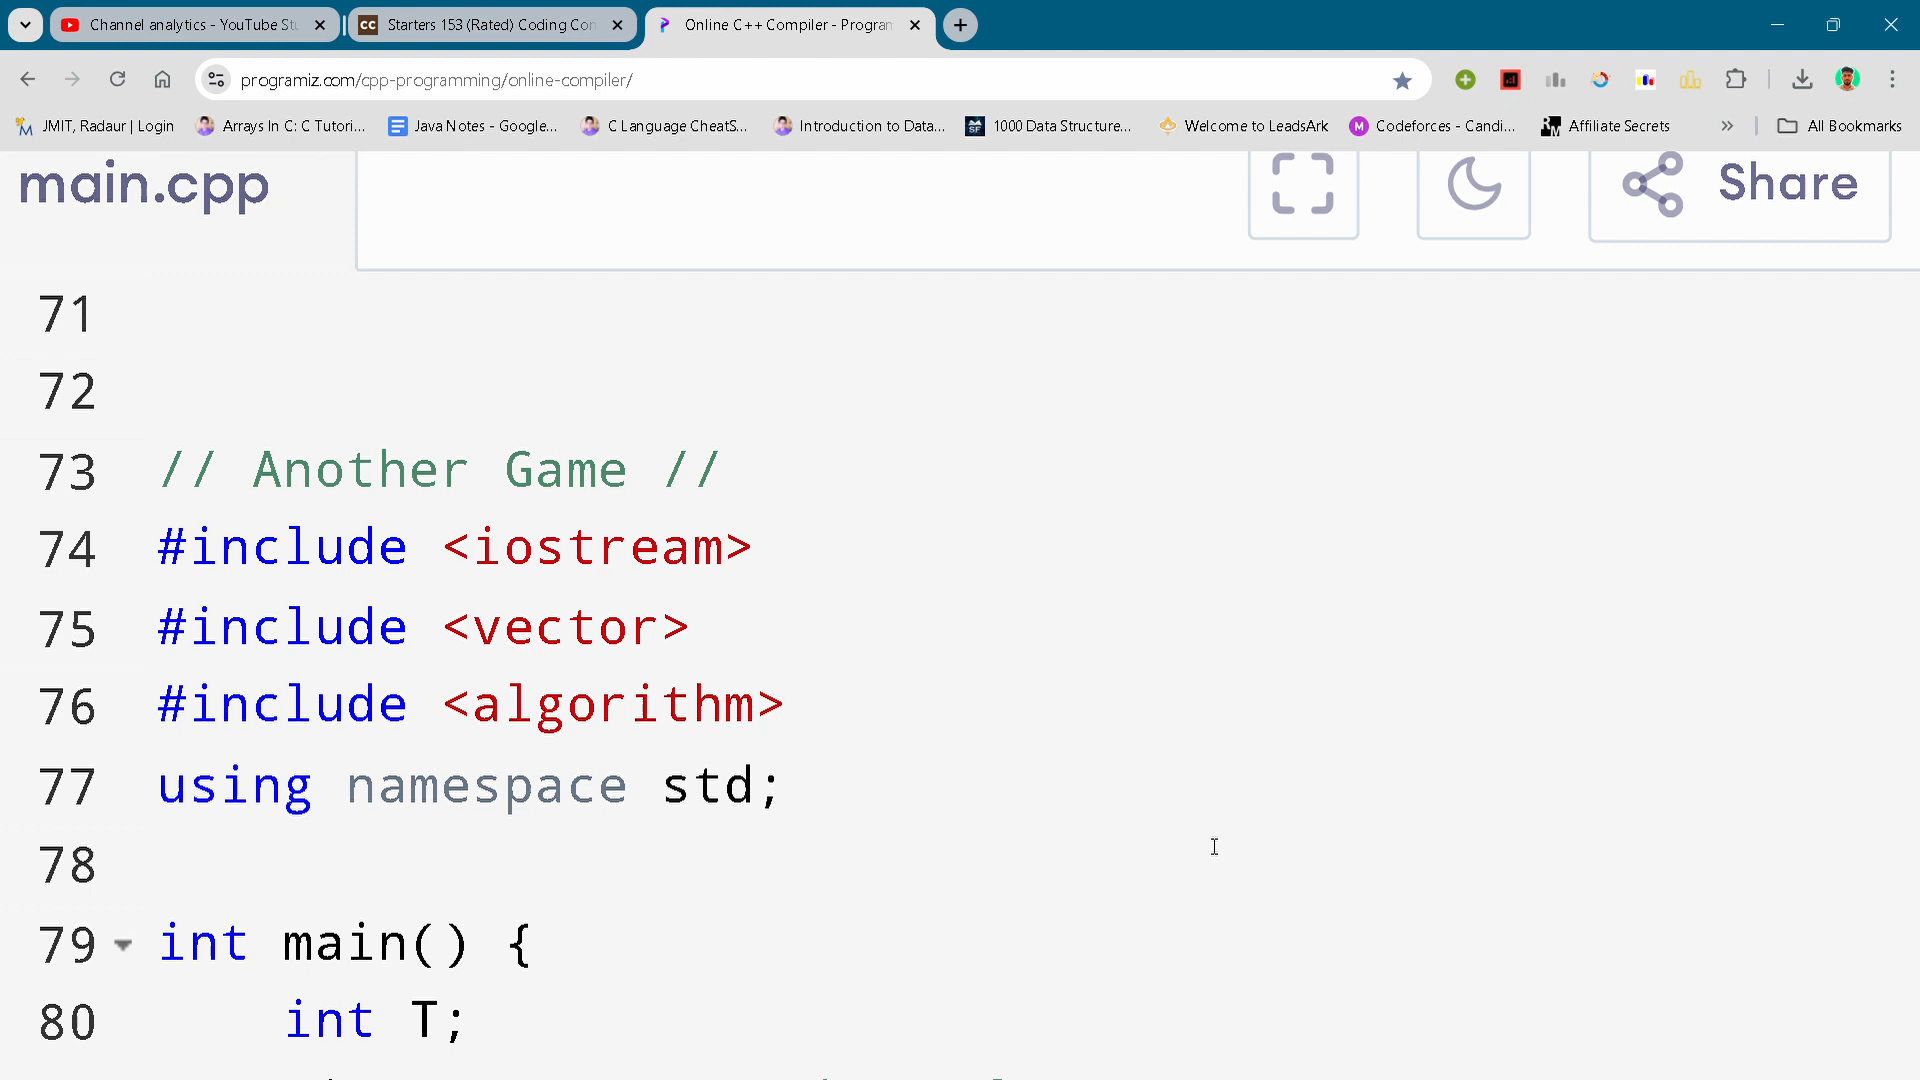 Channel analytics - YouTube Stu
Starters 153 (Rated) Coding Con
Online C++ Compiler - Program
programiz.com/cpp-programming/online-compiler/
JMIT, Radaur | Login
Arrays In C: C Tutori...
Java Notes - Google...
C Language CheatS...
Introduction to Data...
1000 Data Structure...
Welcome to LeadsArk
Codeforces - Candi...
Affiliate Secrets
All Bookmarks
main.cpp
Share
71
72
73 // Another Game //
74 #include <iostream>
75 #include <vector>
76 #include <algorithm>
77 using namespace std;
78
79 int main() {
80 int T;